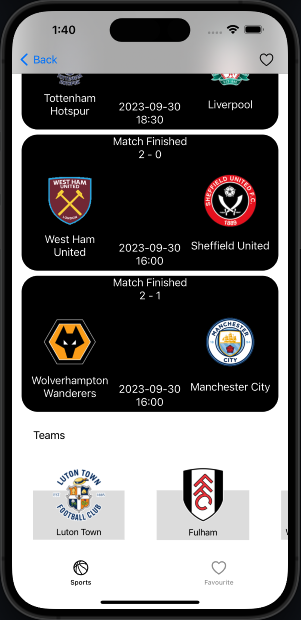 1:40
Back
Tottenham
Hotspur
2023-09-30
18:30
Liverpool
Match Finished
2 - 0
WEST HAM
UNITED
LONDON
SHEFFIELD UNITED F.C
1889
West Ham
United
2023-09-30
16:00
Sheffield United
Match Finished
2 - 1
MANCHESTER
CITY
Wolverhampton
Wanderers
2023-09-30
16:00
Manchester City
Teams
LUTON TOWN
FOOTBALL CLUB
FFC
Luton Town
Fulham
Sports
Favourite